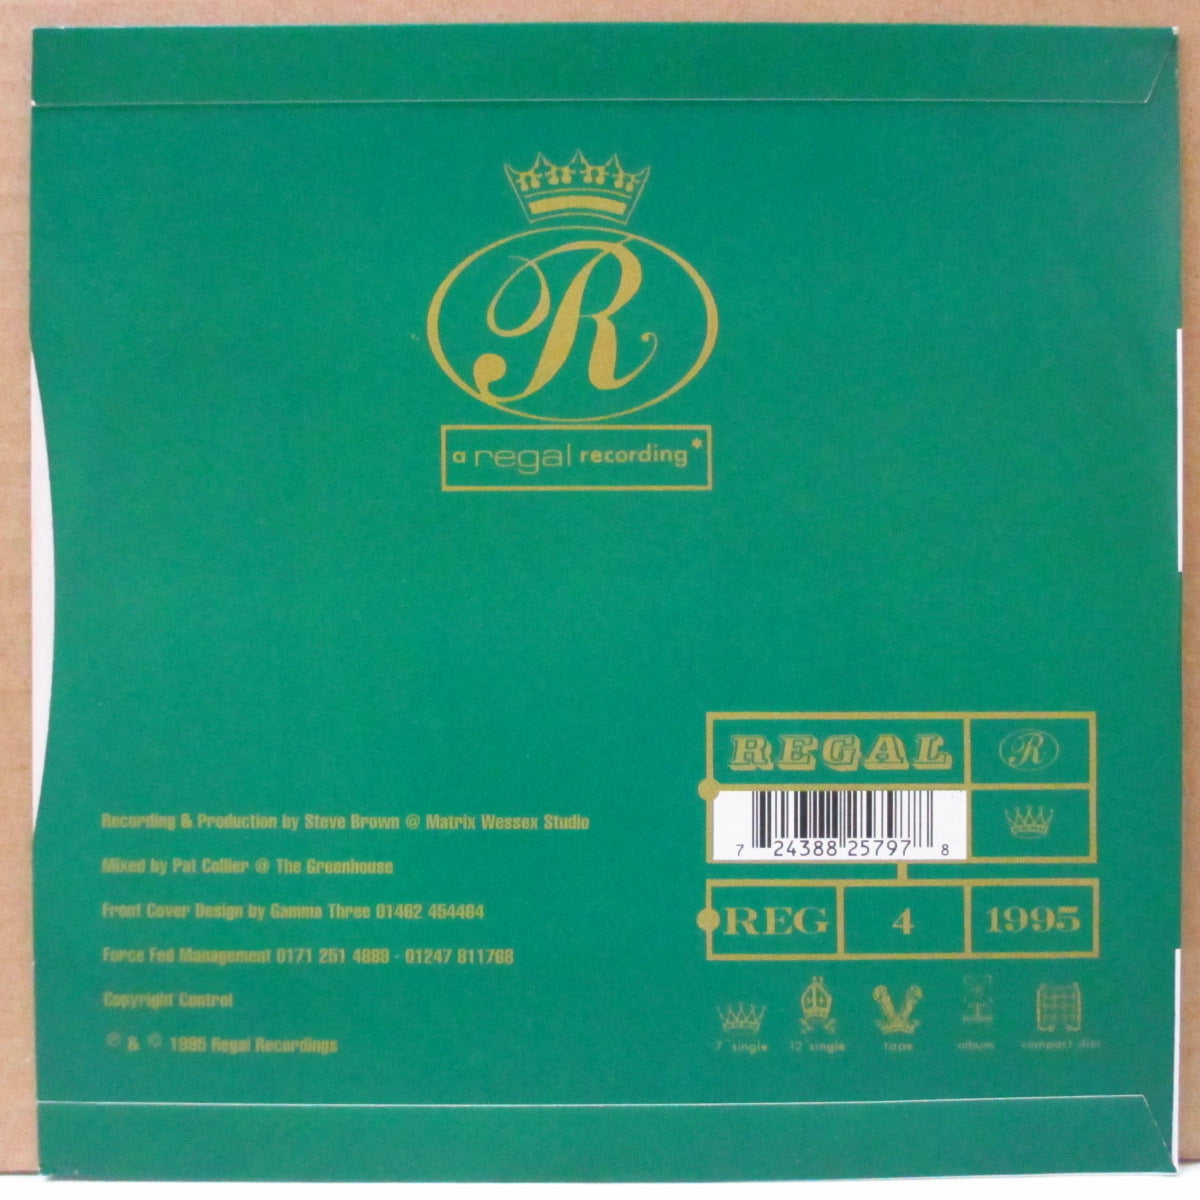 R
a regal recording*
REGAL
R
7 24388 25797 8
REG 4 1995
7" single 12" single tape album compact disc
Recording & Production by Steve Brown @ Matrix Wessex Studio
Mixed by Pat Collier @ The Greenhouse
Front Cover Design by Gamma Three 01462 454464
Force Fed Management 0171 251 4889 - 01247 811768
Copyright Control
℗ & © 1995 Regal Recordings